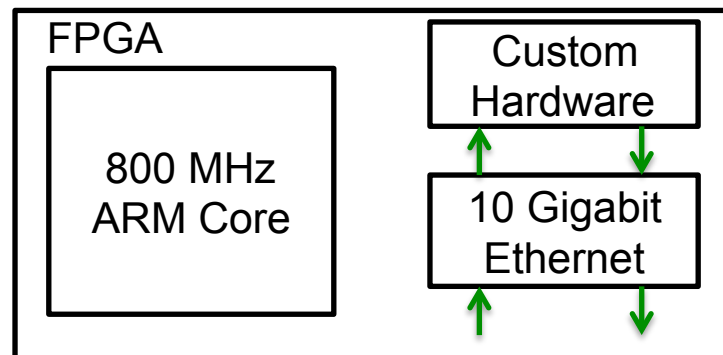 FPGA
800 MHz
ARM Core
Custom
Hardware
10 Gigabit
Ethernet